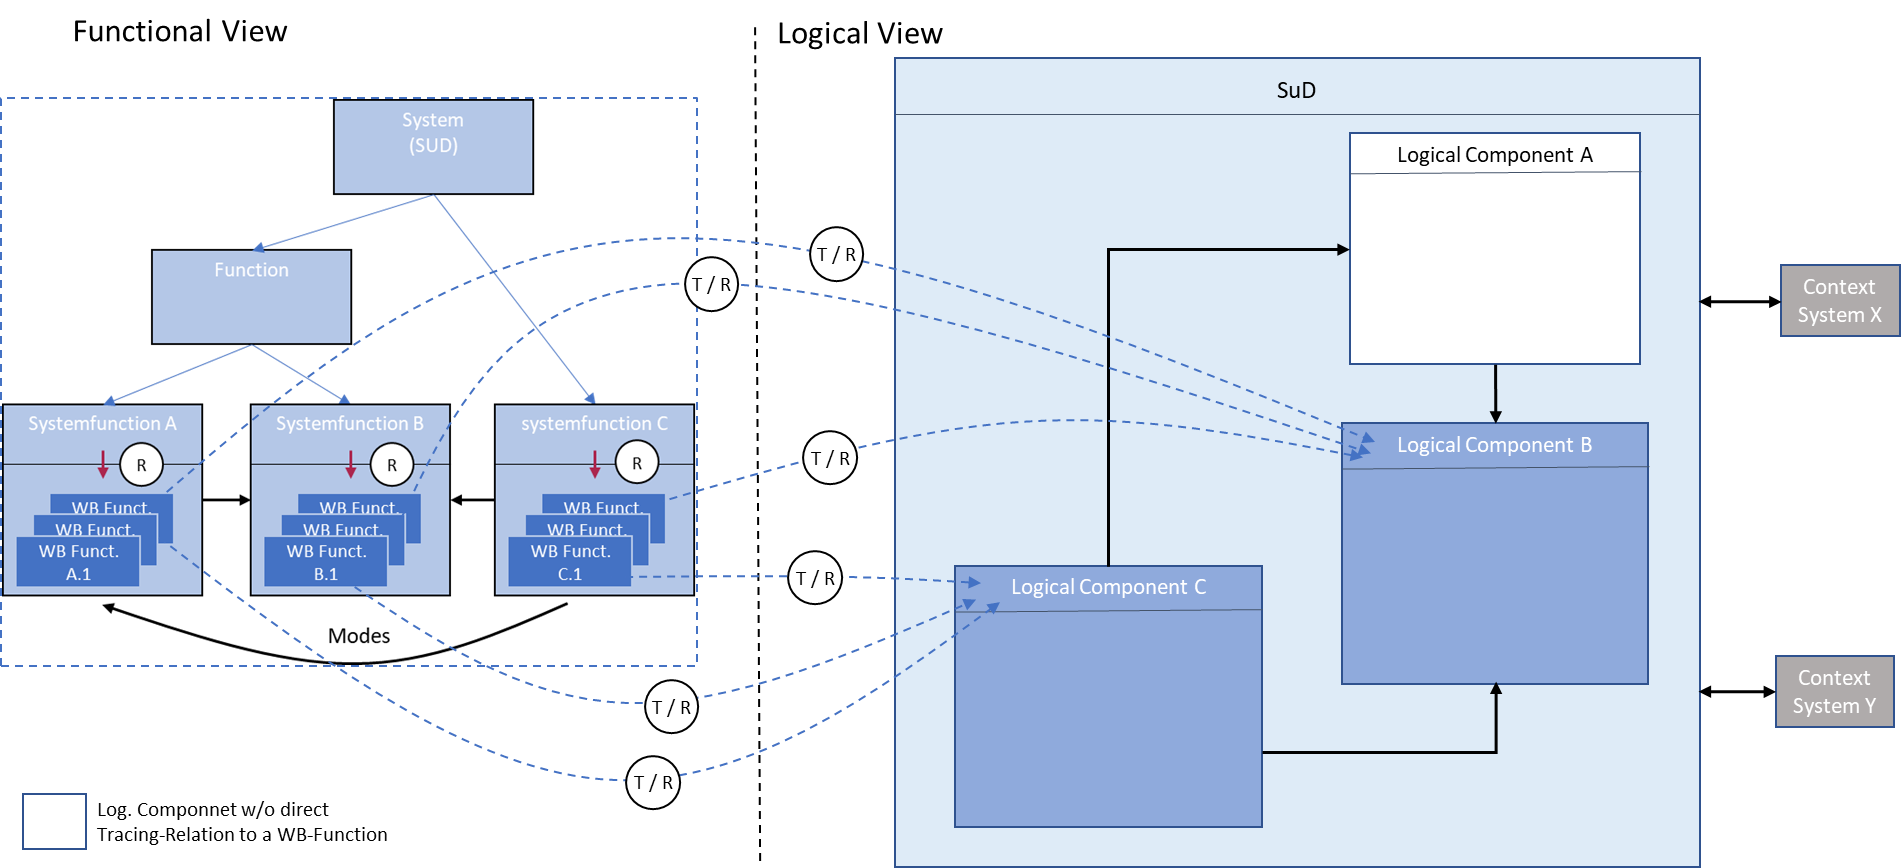 Functional View
Logical View
System
(SUD)
Function
Systemfunction A
R
WB Funct.
WB Funct.
WB Funct.
A.1
Systemfunction B
R
WB Funct.
WB Funct.
WB Funct.
B.1
systemfunction C
R
WB Funct.
WB Funct.
WB Funct.
C.1
Modes
T / R
T / R
T / R
T / R
T / R
T / R
SuD
Logical Component A
Logical Component B
Logical Component C
Context
System X
Context
System Y
Log. Componnet w/o direct
Tracing-Relation to a WB-Function